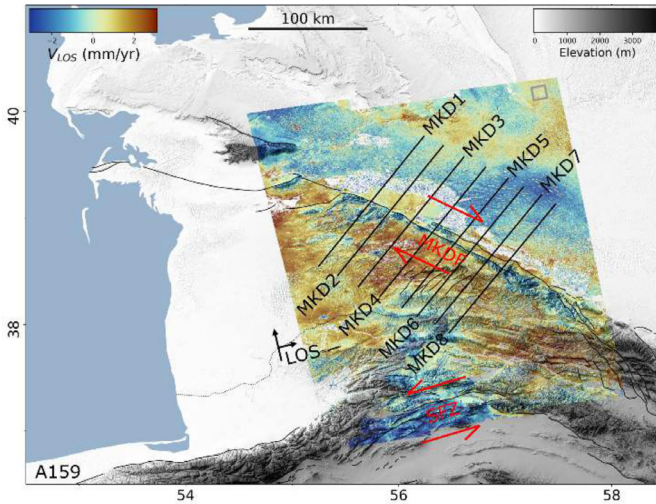 100 km
-2 0 2
V_LOS (mm/yr)
0 1000 2000 3000
Elevation (m)
40
38
MKD1
MKD3
MKD5
MKD7
MKDF
MKD2
MKD4
MKD6
MKD8
LOS
SFZ
A159
54 56 58